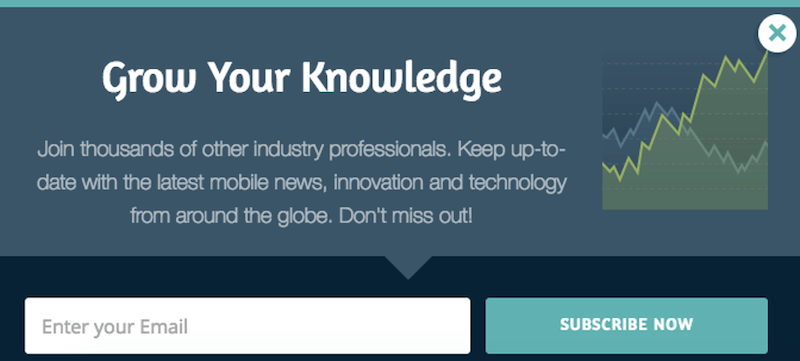 Grow Your Knowledge
Join thousands of other industry professionals. Keep up-to-
date with the latest mobile news, innovation and technology
from around the globe. Don't miss out!
Enter your Email
SUBSCRIBE NOW